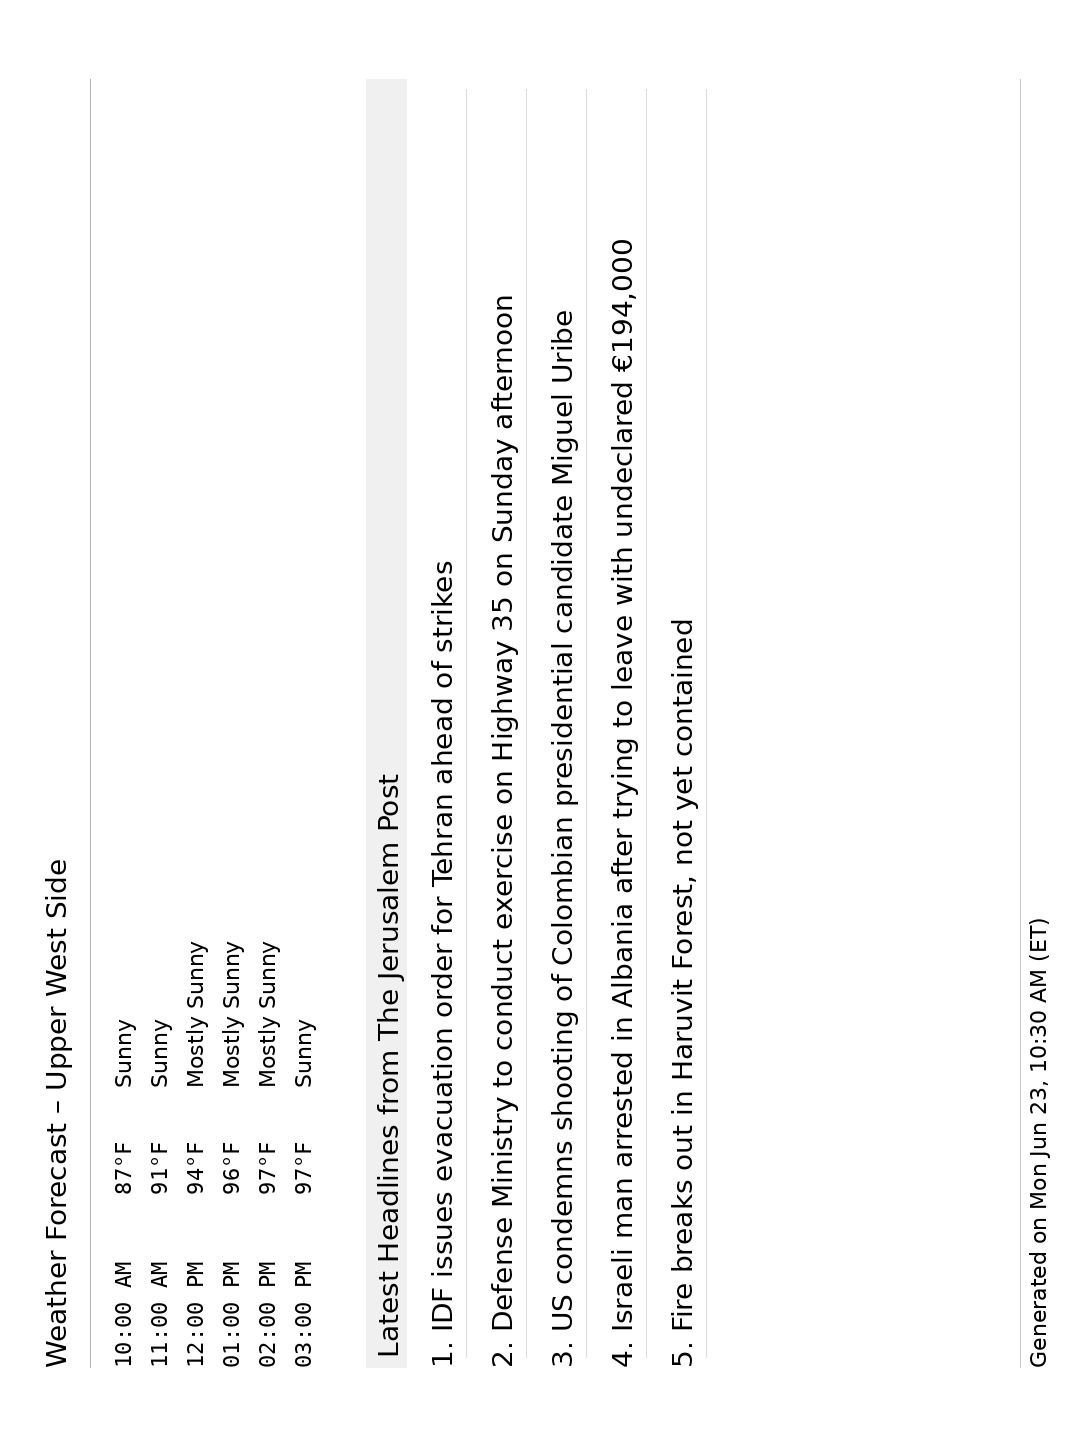 Weather Forecast – Upper West Side
10:00 AM 87°F Sunny
11:00 AM 91°F Sunny
12:00 PM 94°F Mostly Sunny
01:00 PM 96°F Mostly Sunny
02:00 PM 97°F Mostly Sunny
03:00 PM 97°F Sunny
Latest Headlines from The Jerusalem Post
1. IDF issues evacuation order for Tehran ahead of strikes
2. Defense Ministry to conduct exercise on Highway 35 on Sunday afternoon
3. US condemns shooting of Colombian presidential candidate Miguel Uribe
4. Israeli man arrested in Albania after trying to leave with undeclared €194,000
5. Fire breaks out in Haruvit Forest, not yet contained
Generated on Mon Jun 23, 10:30 AM (ET)